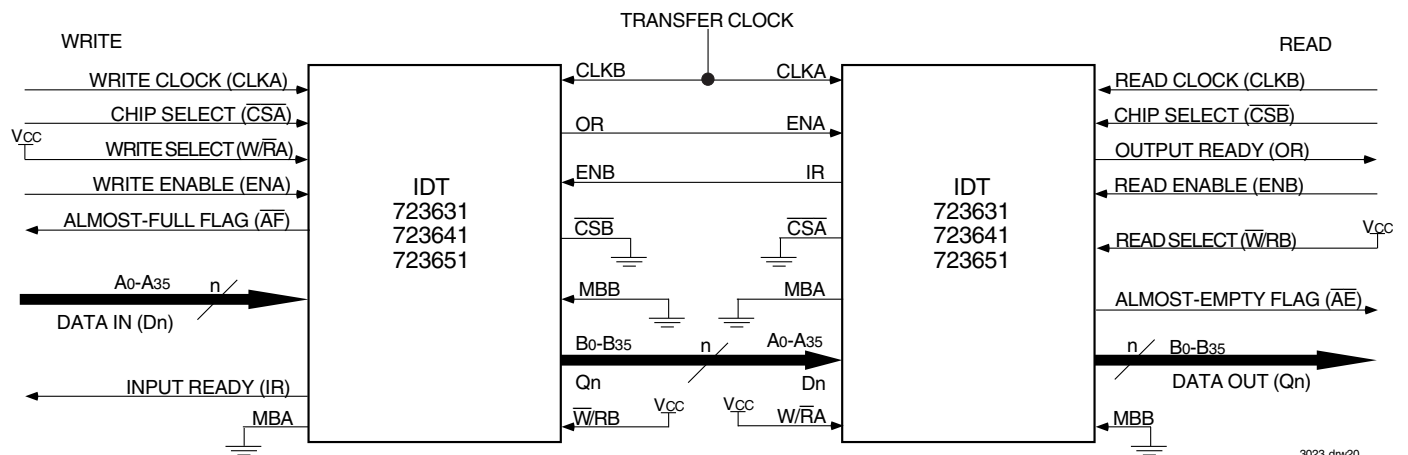 TRANSFER CLOCK
WRITE
READ
WRITE CLOCK (CLKA)
CHIP SELECT (CSA)
VCC
WRITE SELECT (W/RA)
WRITE ENABLE (ENA)
ALMOST-FULL FLAG (AF)
A0-A35
n
DATA IN (Dn)
INPUT READY (IR)
MBA
IDT
723631
723641
723651
CLKB
CLKA
OR
ENA
ENB
IR
CSB
CSA
MBB
MBA
B0-B35
n
A0-A35
Qn
Dn
VCC
VCC
W/RB
W/RA
IDT
723631
723641
723651
READ CLOCK (CLKB)
CHIP SELECT (CSB)
OUTPUT READY (OR)
READ ENABLE (ENB)
VCC
READ SELECT (W/RB)
ALMOST-EMPTY FLAG (AE)
n
B0-B35
DATA OUT (Qn)
MBB
3023 drw20